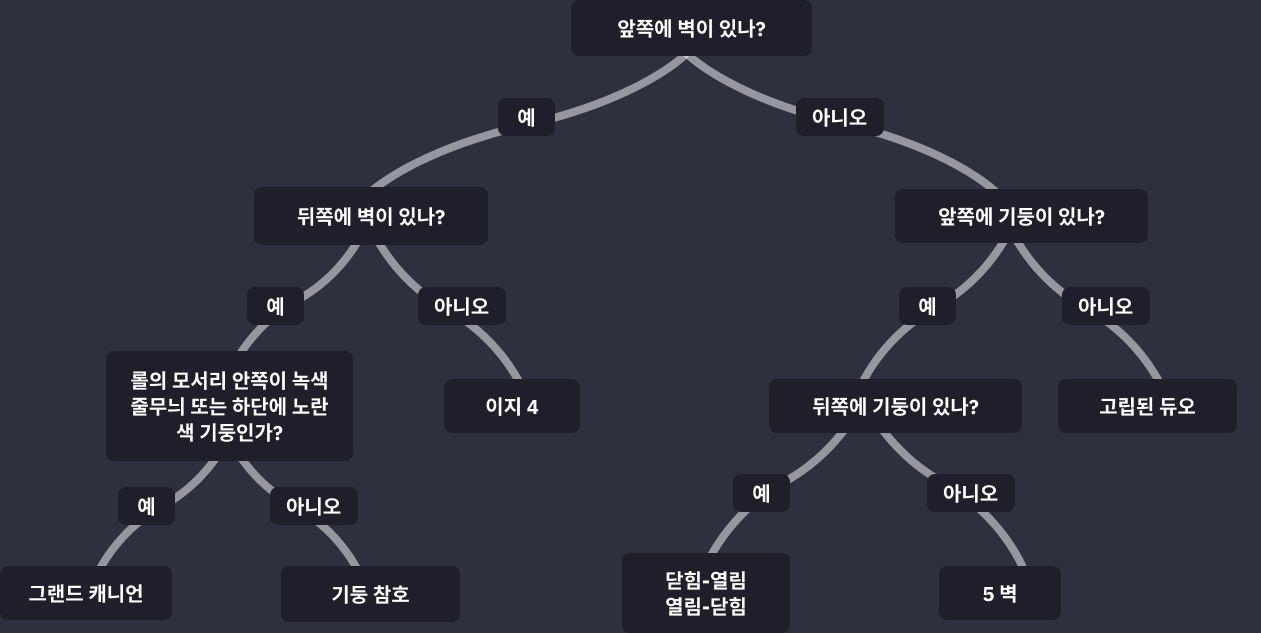 앞쪽에 벽이 있나?
예
아니오
뒤쪽에 벽이 있나?
앞쪽에 기둥이 있나?
예
아니오
예
아니오
롤의 모서리 안쪽이 녹색
줄무늬 또는 하단에 노란
색 기둥인가?
이지 4
뒤쪽에 기둥이 있나?
고립된 듀오
예
아니오
예
아니오
그랜드 캐니언
기둥 참호
닫힘-열림
열림-닫힘
5 벽